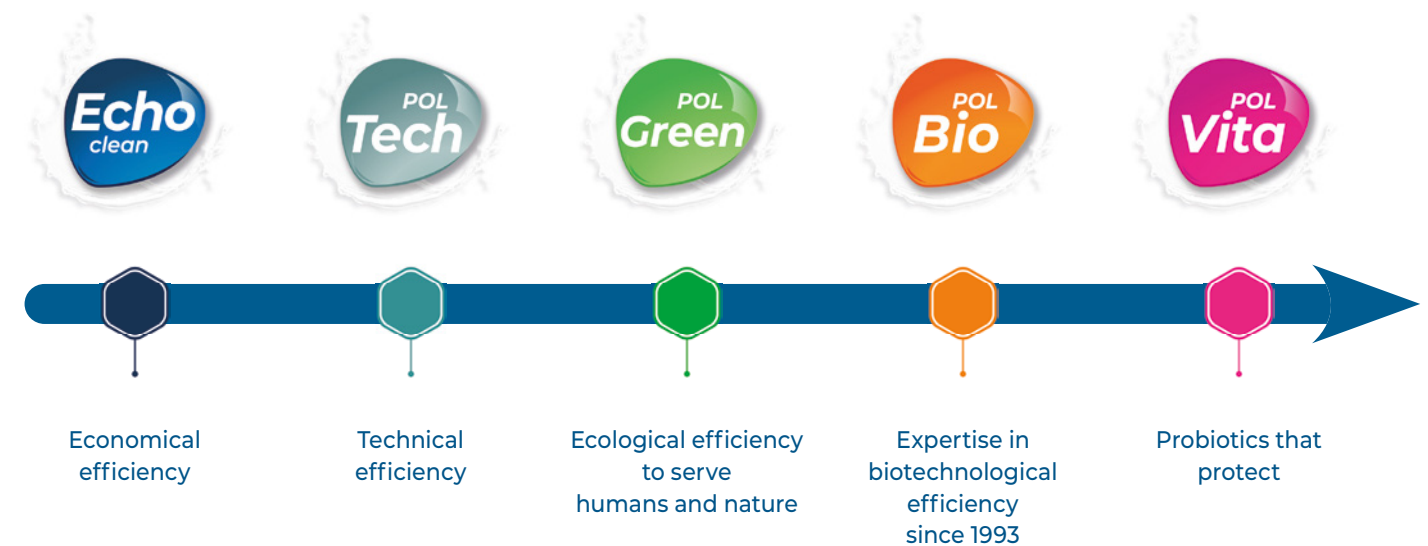 Echo
clean
POL
Tech
POL
Green
POL
Bio
POL
Vita
Economical
efficiency
Technical
efficiency
Ecological efficiency
to serve
humans and nature
Expertise in
biotechnological
efficiency
since 1993
Probiotics that
protect